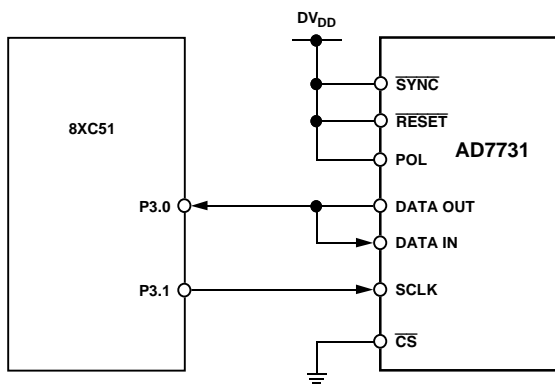 DVDD
SYNC
8XC51
RESET
AD7731
POL
P3.0
DATA OUT
DATA IN
P3.1
SCLK
CS